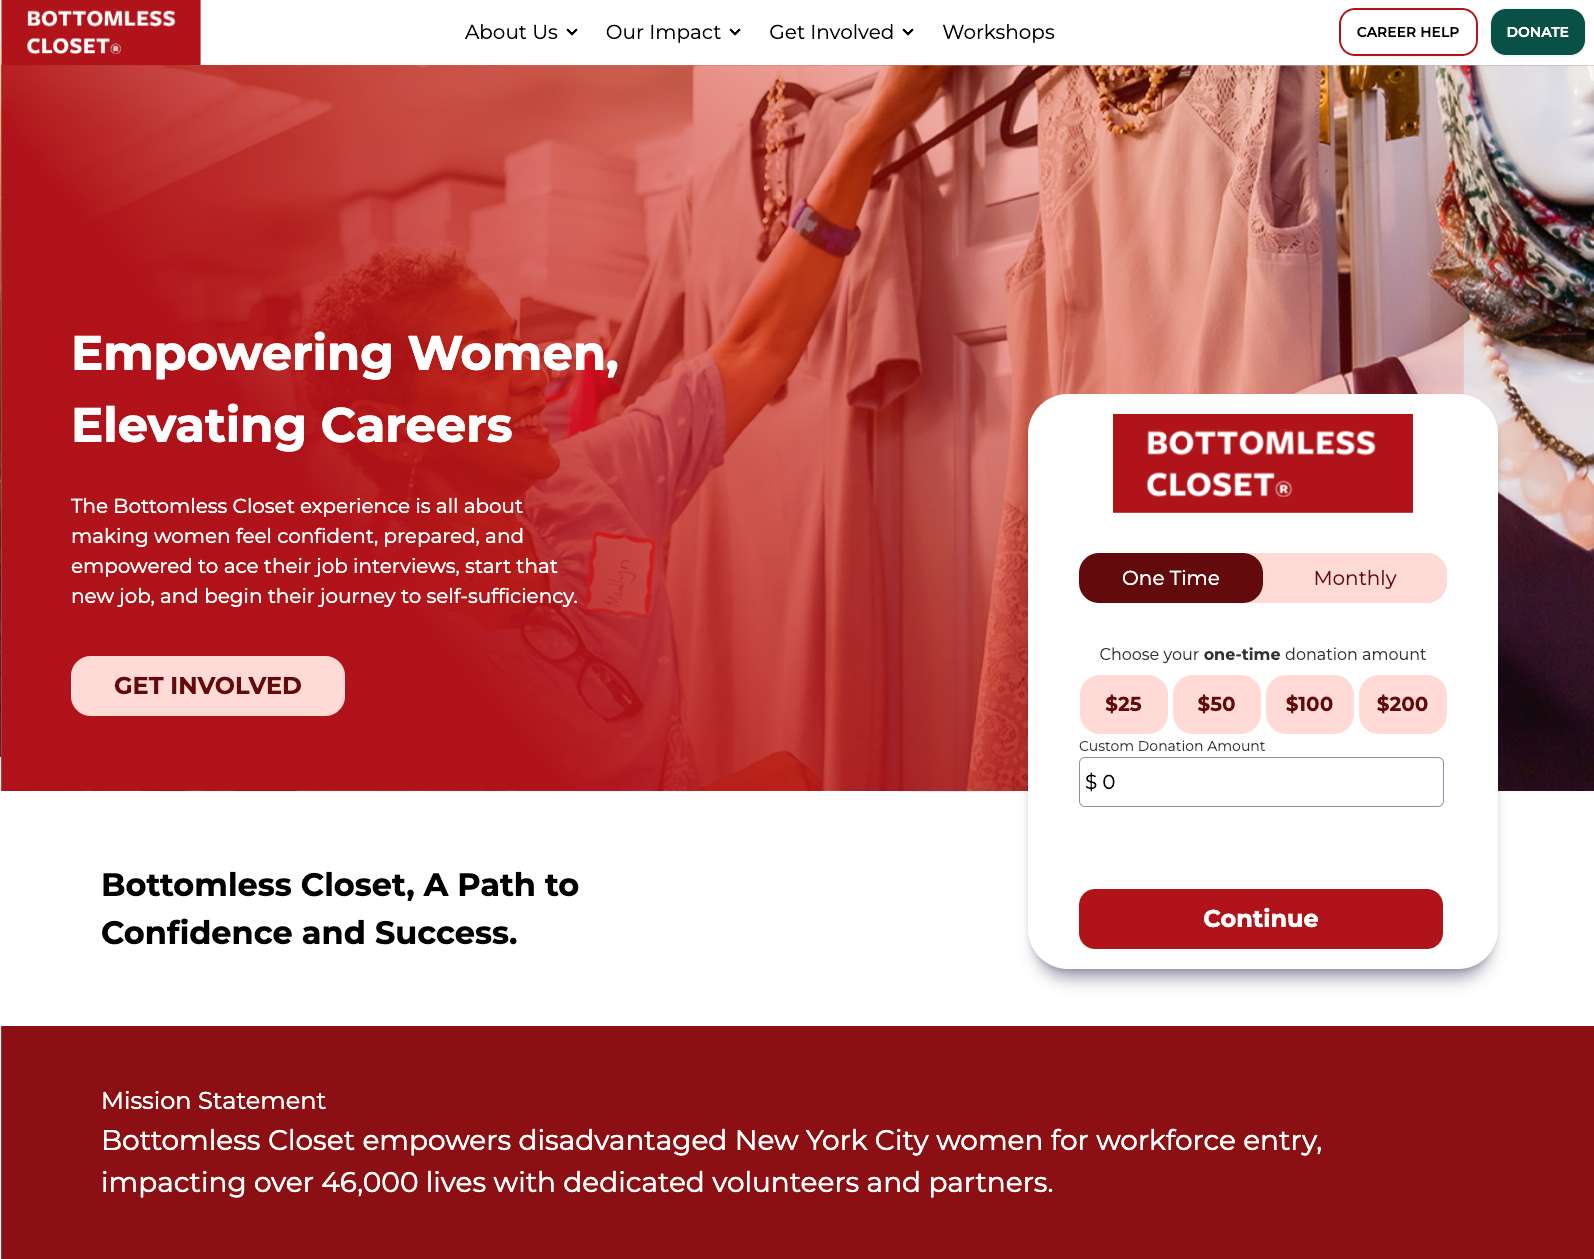 BOTTOMLESS
CLOSET®
About Us
Our Impact
Get Involved
Workshops
CAREER HELP
DONATE
Empowering Women,
Elevating Careers
The Bottomless Closet experience is all about
making women feel confident, prepared, and
empowered to ace their job interviews, start that
new job, and begin their journey to self-sufficiency.
GET INVOLVED
BOTTOMLESS
CLOSET®
One Time
Monthly
Choose your one-time donation amount
$25
$50
$100
$200
Custom Donation Amount
$ 0
Continue
Bottomless Closet, A Path to
Confidence and Success.
Mission Statement
Bottomless Closet empowers disadvantaged New York City women for workforce entry,
impacting over 46,000 lives with dedicated volunteers and partners.